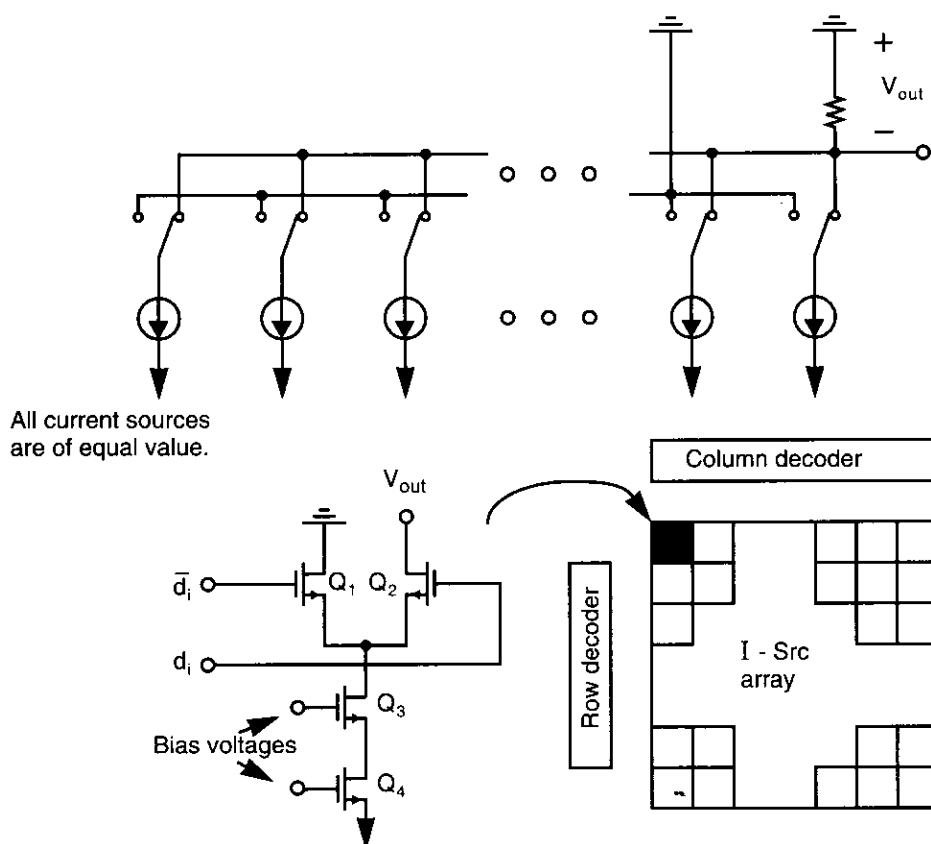 +
V_out
−
All current sources
are of equal value.
Column decoder
V_out
d̄_i
Q_1
Q_2
d_i
Q_3
Bias voltages
Q_4
Row decoder
I - Src
array